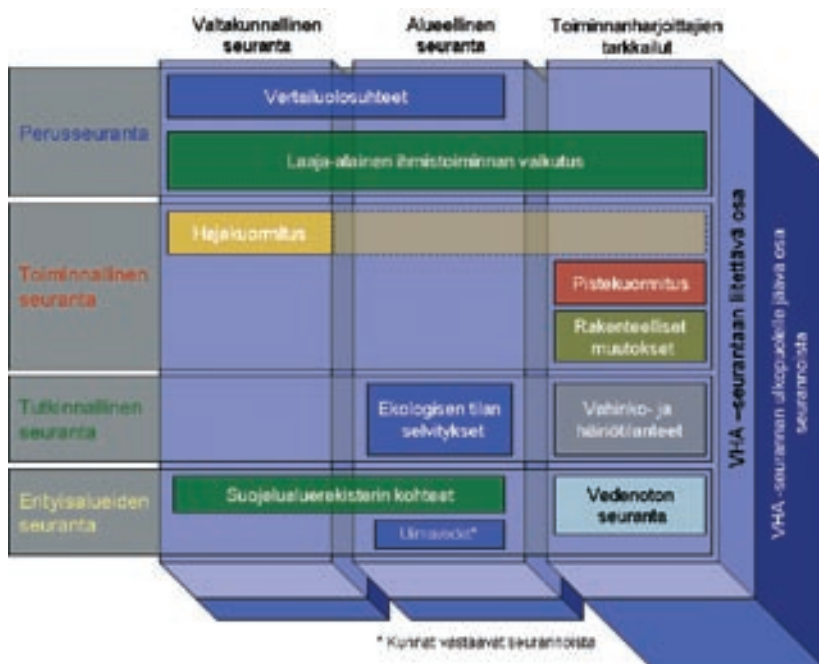 Valtakunnallinen
seuranta
Alueellinen
seuranta
Toiminnanharjoittajien
tarkkailut
Perusseuranta
Vertailuolosuhteet
Laaja-alainen ihmistoiminnan vaikutus
Toiminnallinen
seuranta
Hajakuormitus
Pistekuormitus
Rakenteelliset
muutokset
Tutkinnallinen
seuranta
Ekologisen tilan
selvitykset
Vahinko- ja
häiriötilanteet
Erityisalueiden
seuranta
Suojelualuerekisterin kohteet
Uimavedet*
Vedenoton
seuranta
VHA –seurantaan liitettävä osa
VHA -seurannan ulkopuolelle jäävä osa
seurannoista
* Kunnat vastaavat seurannoista